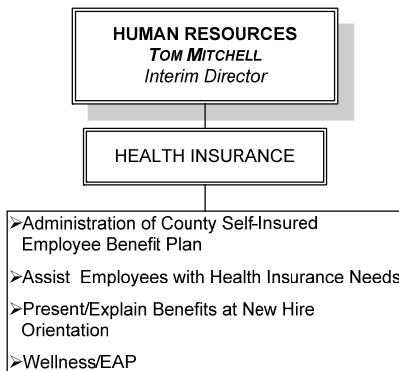 HUMAN RESOURCES
TOM MITCHELL
Interim Director
HEALTH INSURANCE
➢Administration of County Self-Insured
Employee Benefit Plan
➢Assist Employees with Health Insurance Needs
➢Present/Explain Benefits at New Hire
Orientation
➢Wellness/EAP